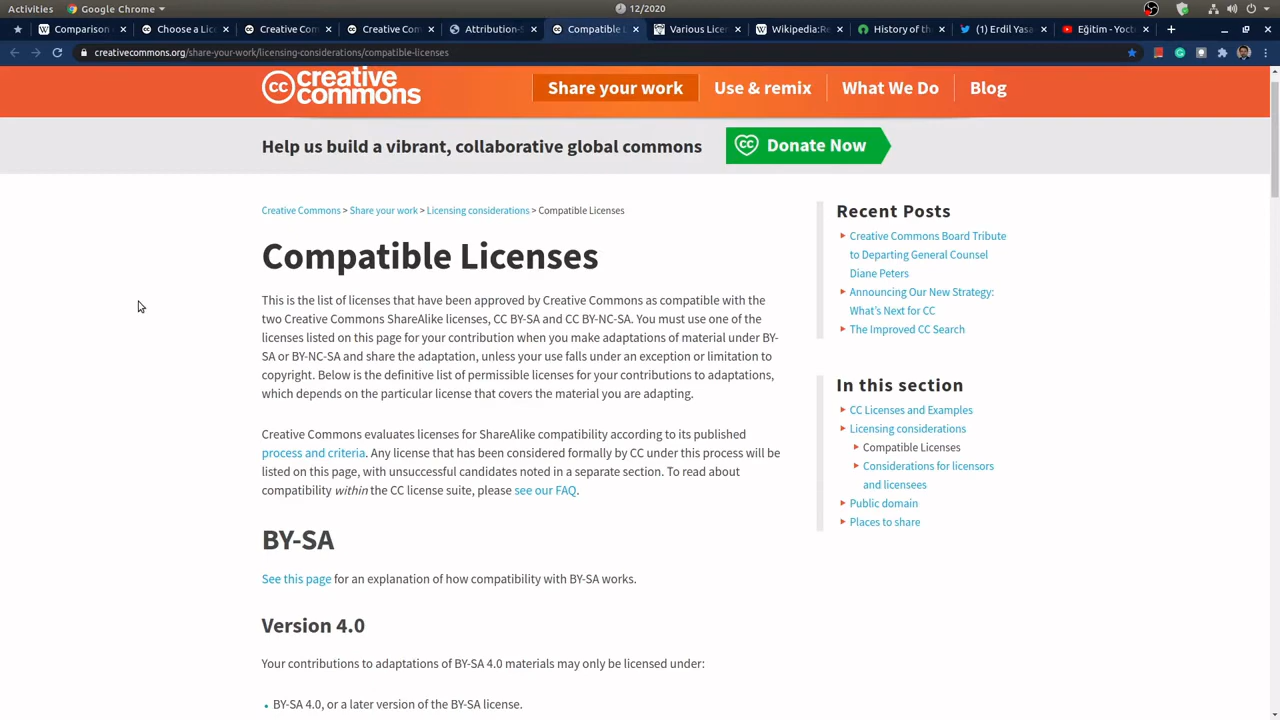 Activities
Google Chrome
12/2020
Comparison
Choose a Lic
Creative Com
Creative Com
Attribution-S
Compatible L
Various Licen
Wikipedia:Re
History of th
(1) Erdil Yasa
Eğitim - Yocto
creativecommons.org/share-your-work/licensing-considerations/compatible-licenses
cc creative commons
Share your work
Use & remix
What We Do
Blog
Help us build a vibrant, collaborative global commons
cc Donate Now
Creative Commons > Share your work > Licensing considerations > Compatible Licenses
Compatible Licenses
This is the list of licenses that have been approved by Creative Commons as compatible with the
two Creative Commons ShareAlike licenses, CC BY-SA and CC BY-NC-SA. You must use one of the
licenses listed on this page for your contribution when you make adaptations of material under BY-
SA or BY-NC-SA and share the adaptation, unless your use falls under an exception or limitation to
copyright. Below is the definitive list of permissible licenses for your contributions to adaptations,
which depends on the particular license that covers the material you are adapting.
Creative Commons evaluates licenses for ShareAlike compatibility according to its published
process and criteria. Any license that has been considered formally by CC under this process will be
listed on this page, with unsuccessful candidates noted in a separate section. To read about
compatibility within the CC license suite, please see our FAQ.
BY-SA
See this page for an explanation of how compatibility with BY-SA works.
Version 4.0
Your contributions to adaptations of BY-SA 4.0 materials may only be licensed under:
BY-SA 4.0, or a later version of the BY-SA license.
Recent Posts
Creative Commons Board Tribute
to Departing General Counsel
Diane Peters
Announcing Our New Strategy:
What's Next for CC
The Improved CC Search
In this section
CC Licenses and Examples
Licensing considerations
Compatible Licenses
Considerations for licensors
and licensees
Public domain
Places to share